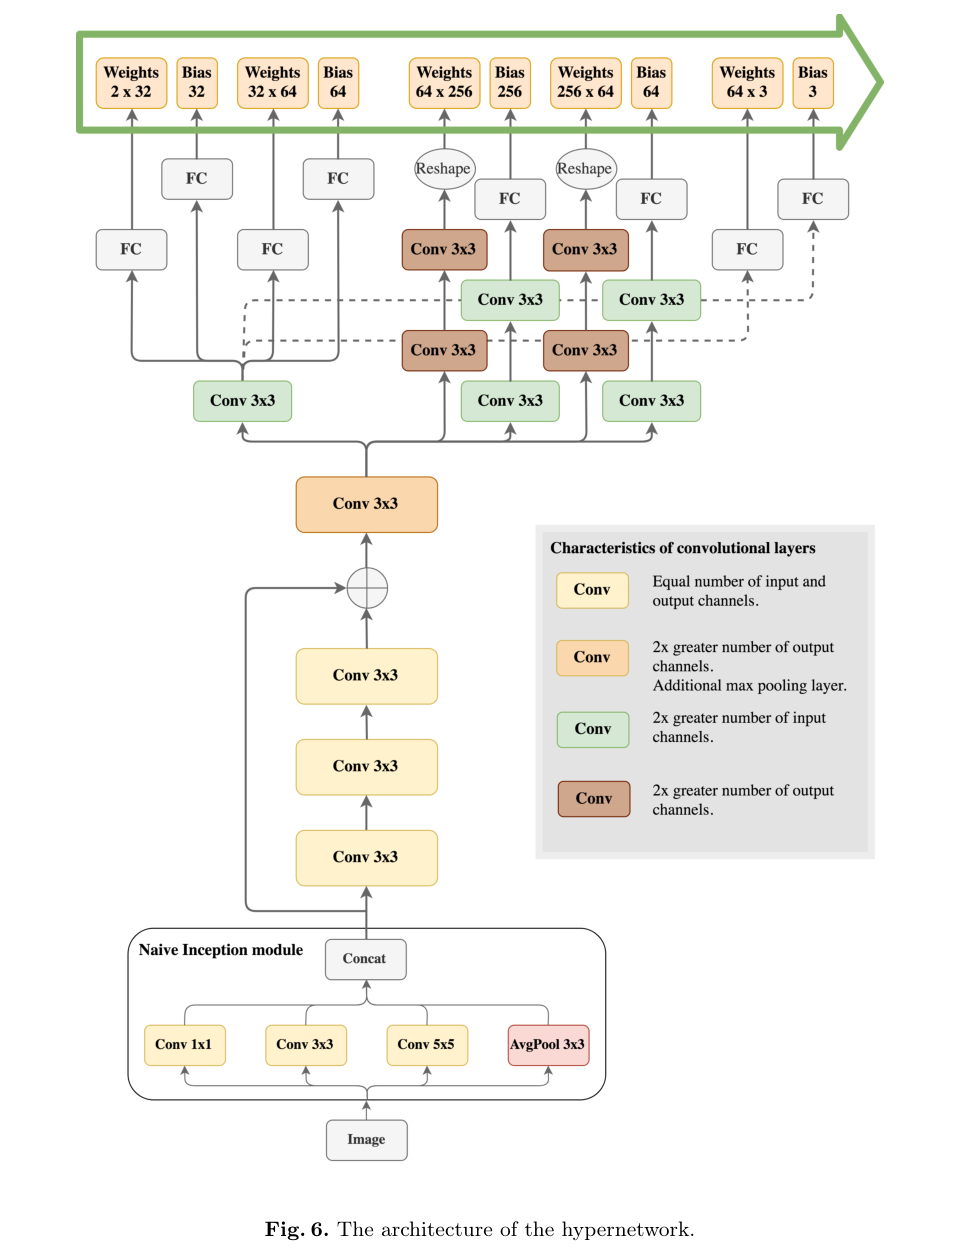 Weights
2 x 32
Bias
32
Weights
32 x 64
Bias
64
Weights
64 x 256
Bias
256
Weights
256 x 64
Bias
64
Weights
64 x 3
Bias
3
Reshape
Reshape
FC
FC
FC
FC
FC
FC
FC
FC
Conv 3x3
Conv 3x3
Conv 3x3
Conv 3x3
Conv 3x3
Conv 3x3
Conv 3x3
Conv 3x3
Conv 3x3
Conv 3x3
Characteristics of convolutional layers
Conv
Equal number of input and
output channels.
Conv
2x greater number of output
channels.
Additional max pooling layer.
Conv
2x greater number of input
channels.
Conv
2x greater number of output
channels.
Conv 3x3
Conv 3x3
Conv 3x3
Naive Inception module
Concat
Conv 1x1
Conv 3x3
Conv 5x5
AvgPool 3x3
Image
Fig. 6. The architecture of the hypernetwork.